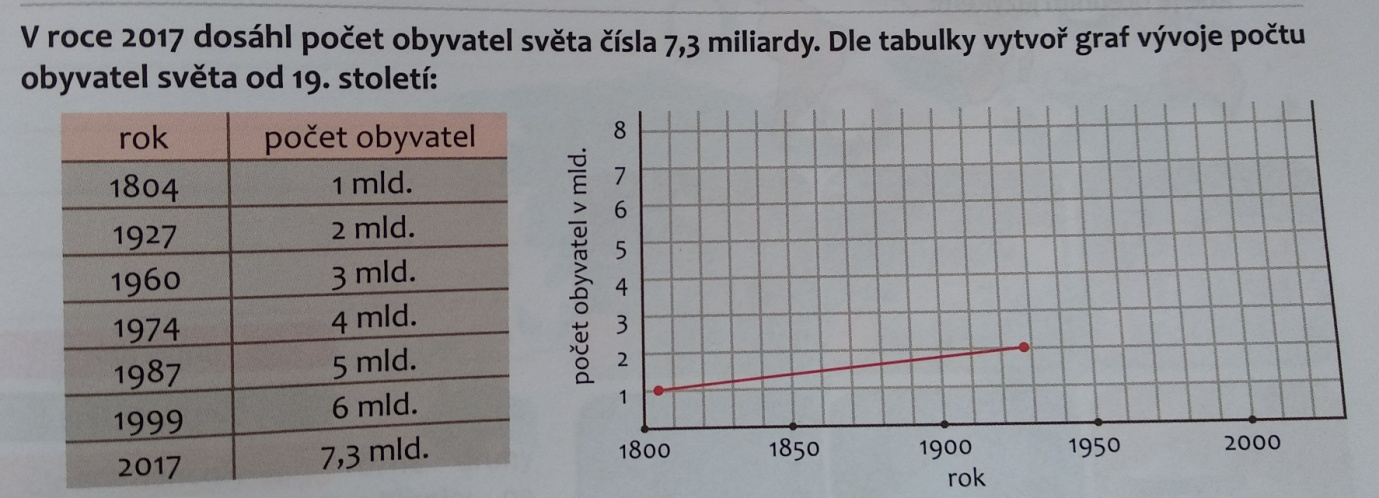 V roce 2017 dosáhl počet obyvatel světa čísla 7,3 miliardy. Dle tabulky vytvoř graf vývoje počtu
obyvatel světa od 19. století:
rok počet obyvatel
1804 1 mld.
1927 2 mld.
1960 3 mld.
1974 4 mld.
1987 5 mld.
1999 6 mld.
2017 7,3 mld.
počet obyvatel v mld.
8
7
6
5
4
3
2
1
1800 1850 1900 1950 2000
rok